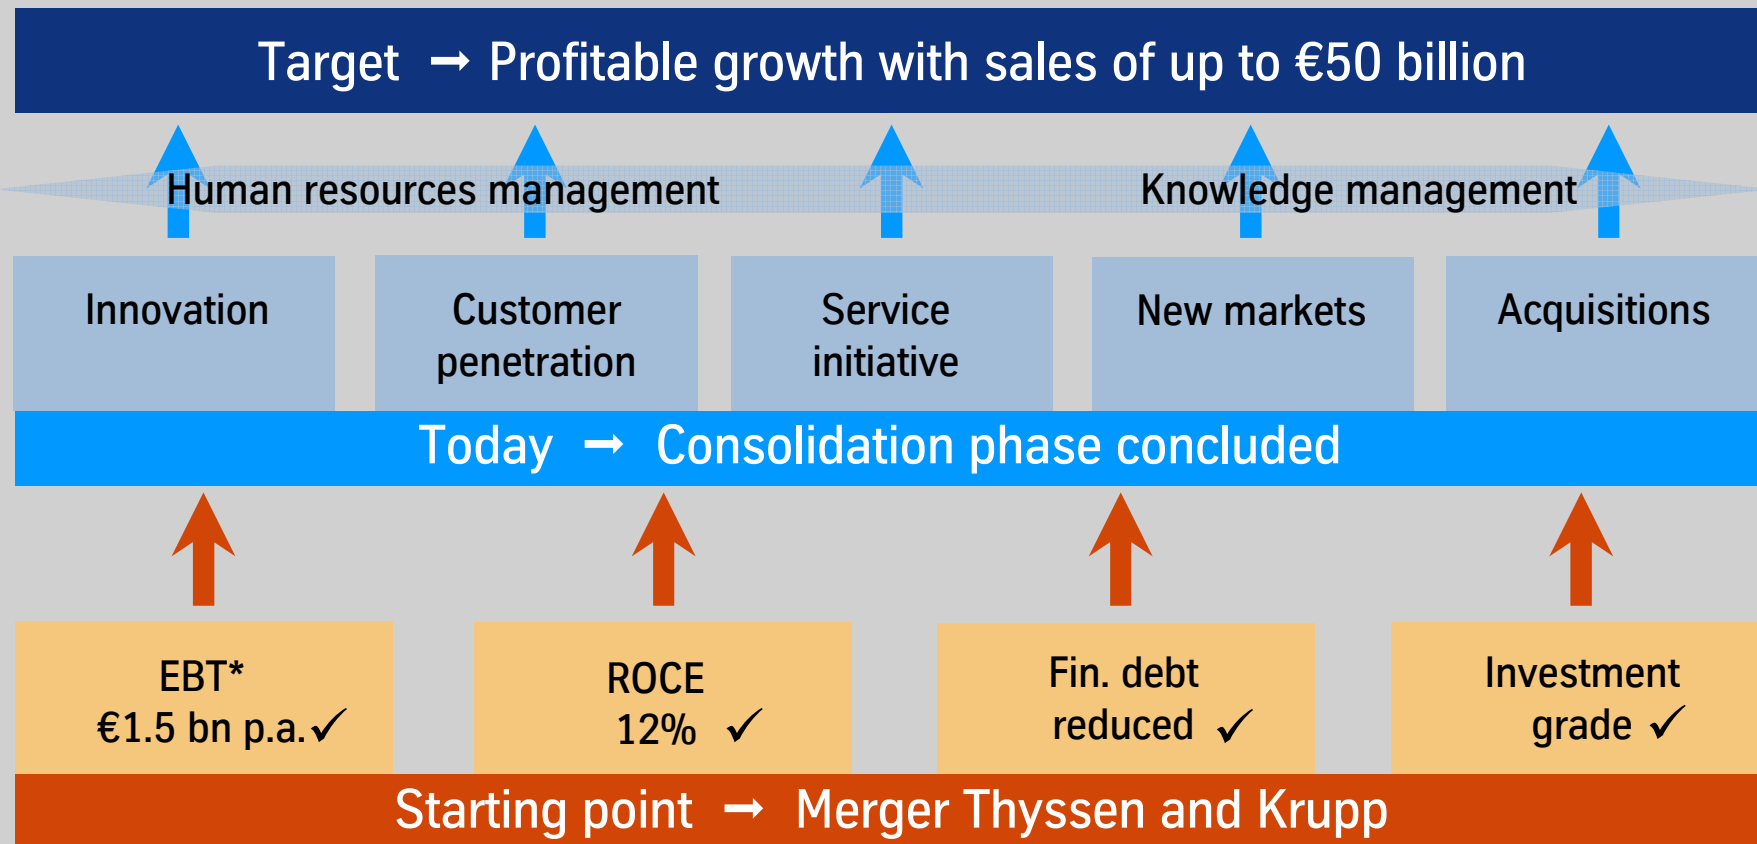 Target → Profitable growth with sales of up to €50 billion
Human resources management
Knowledge management
Innovation
Customer
penetration
Service
initiative
New markets
Acquisitions
Today → Consolidation phase concluded
EBT*
€1.5 bn p.a. ✓
ROCE
12% ✓
Fin. debt
reduced ✓
Investment
grade ✓
Starting point → Merger Thyssen and Krupp